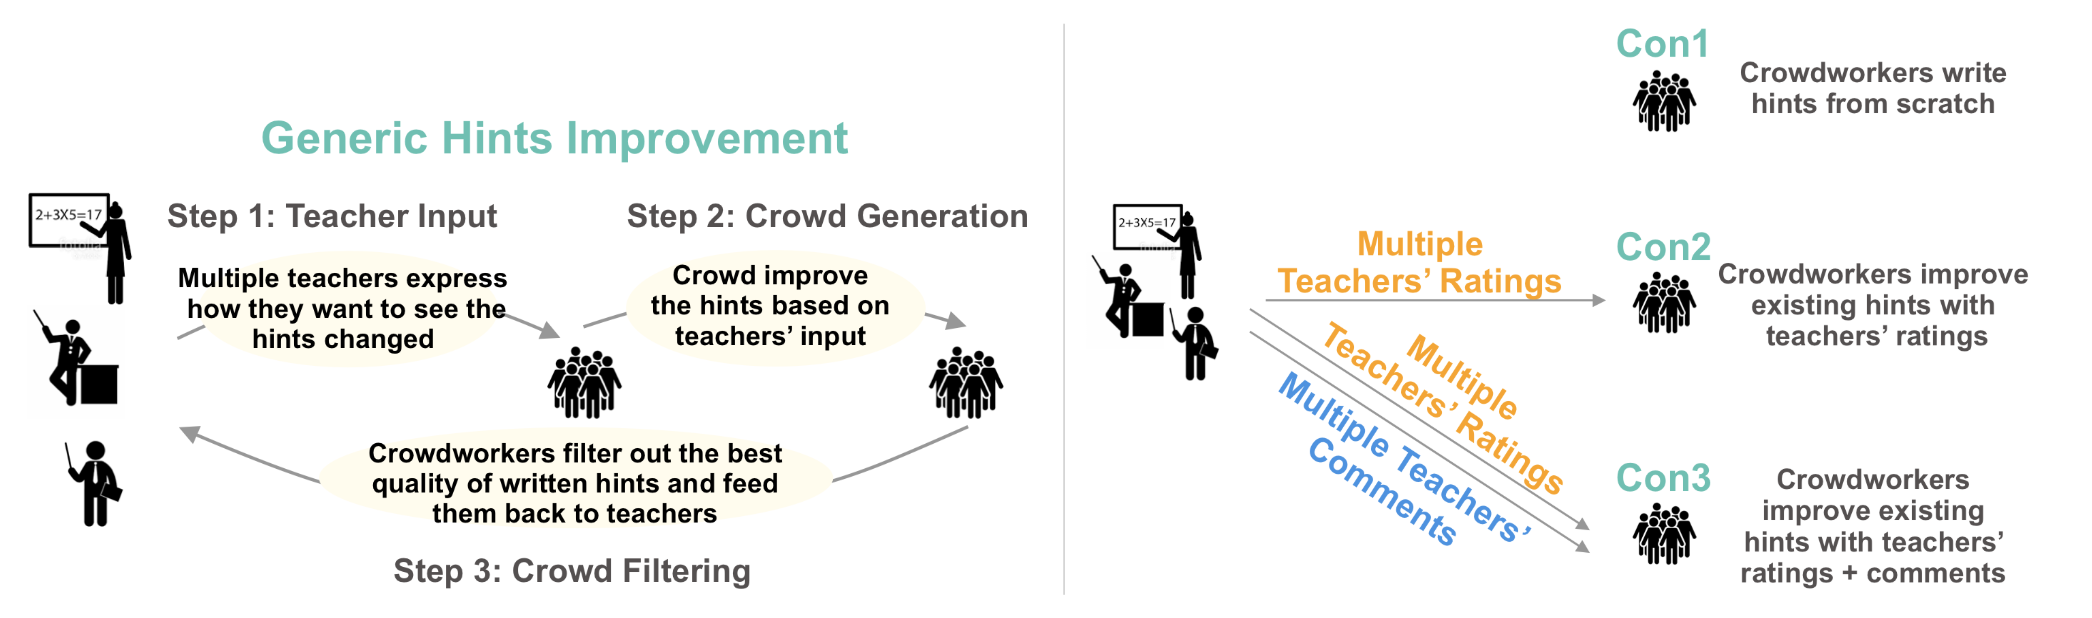 Generic Hints Improvement
2+3X5=17
Step 1: Teacher Input
Multiple teachers express
how they want to see the
hints changed
Step 2: Crowd Generation
Crowd improve
the hints based on
teachers' input
Crowdworkers filter out the best
quality of written hints and feed
them back to teachers
Step 3: Crowd Filtering
2+3X5=17
Multiple
Teachers' Ratings
Multiple
Teachers' Ratings
Multiple Teachers'
Comments
Con1
Crowdworkers write
hints from scratch
Con2
Crowdworkers improve
existing hints with
teachers' ratings
Con3
Crowdworkers
improve existing
hints with teachers'
ratings + comments